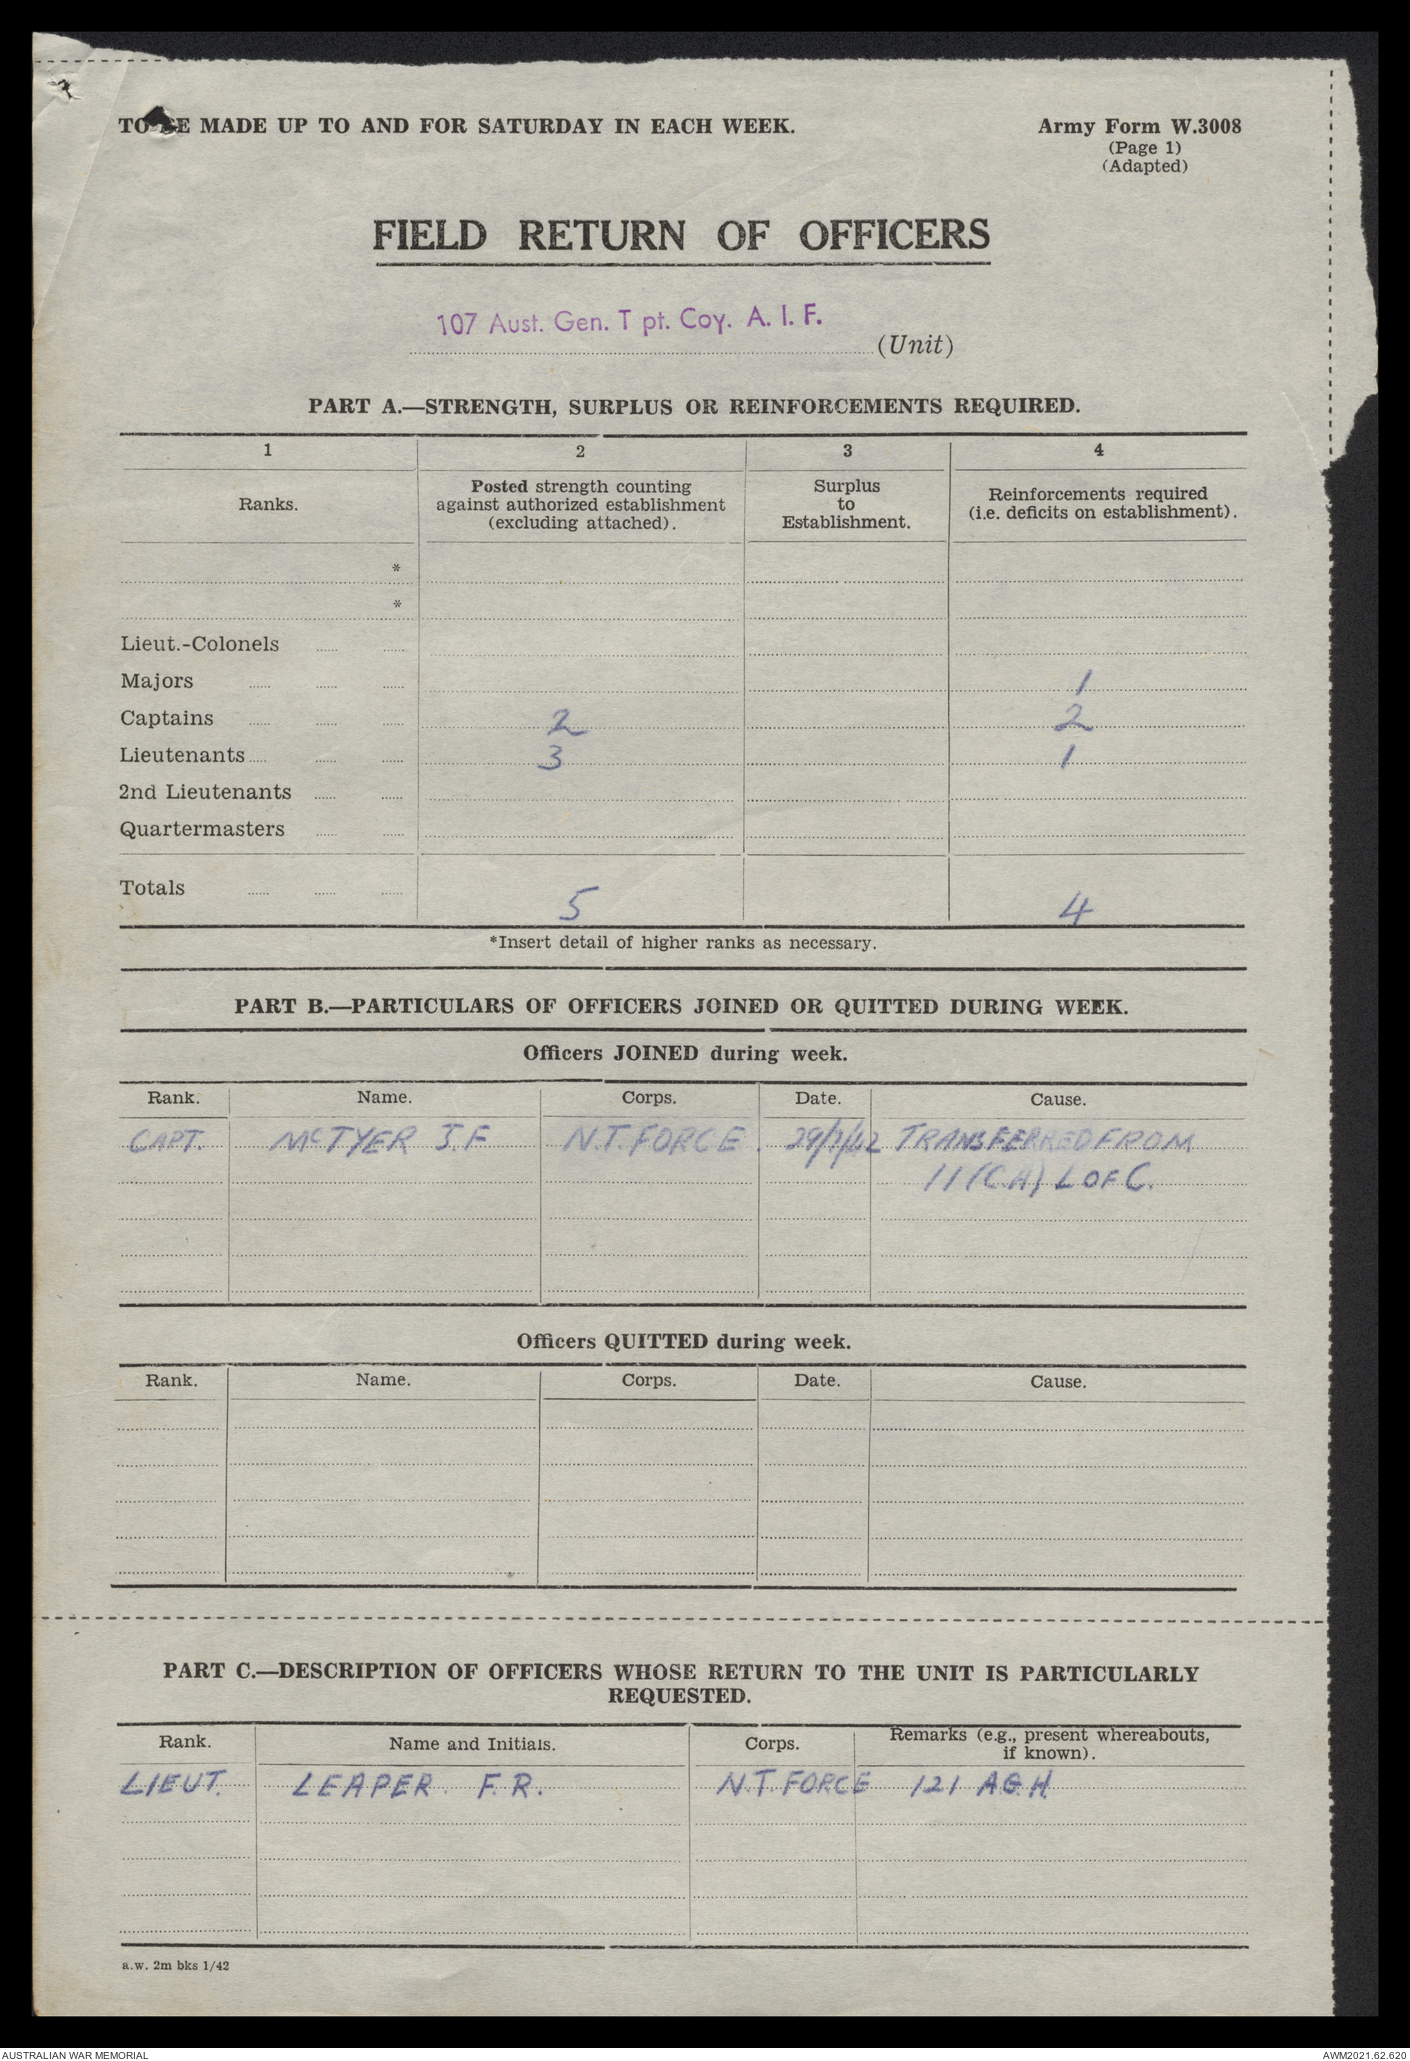 TO BE MADE UP TO AND FOR SATURDAY IN EACH WEEK.
Army Form W.3008
(Page 1)
(Adapted)
FIELD RETURN OF OFFICERS
107 Aust. Gen. T pt. Coy. A. I. F.
(Unit)
PART A.—STRENGTH, SURPLUS OR REINFORCEMENTS REQUIRED.
1 2 3 4
Ranks.
Posted strength counting
against authorized establishment
(excluding attached).
Surplus
to
Establishment.
Reinforcements required
(i.e. deficits on establishment).
*
*
Lieut.-Colonels
Majors 1
Captains 2 2
Lieutenants 3 1
2nd Lieutenants
Quartermasters
Totals 5 4
*Insert detail of higher ranks as necessary.
PART B.—PARTICULARS OF OFFICERS JOINED OR QUITTED DURING WEEK.
Officers JOINED during week.
Rank. Name. Corps. Date. Cause.
CAPT. McTYER J.F N.T.FORCE. 29/7/42 TRANSFERRED FROM
11 (C.A) L OF C.
Officers QUITTED during week.
Rank. Name. Corps. Date. Cause.
PART C.—DESCRIPTION OF OFFICERS WHOSE RETURN TO THE UNIT IS PARTICULARLY
REQUESTED.
Rank. Name and Initials. Corps. Remarks (e.g., present whereabouts,
if known).
LIEUT. LEAPER. F.R. N.T.FORCE 121 A.G.H.
a.w. 2m bks 1/42
AUSTRALIAN WAR MEMORIAL
AWM2021.62.620